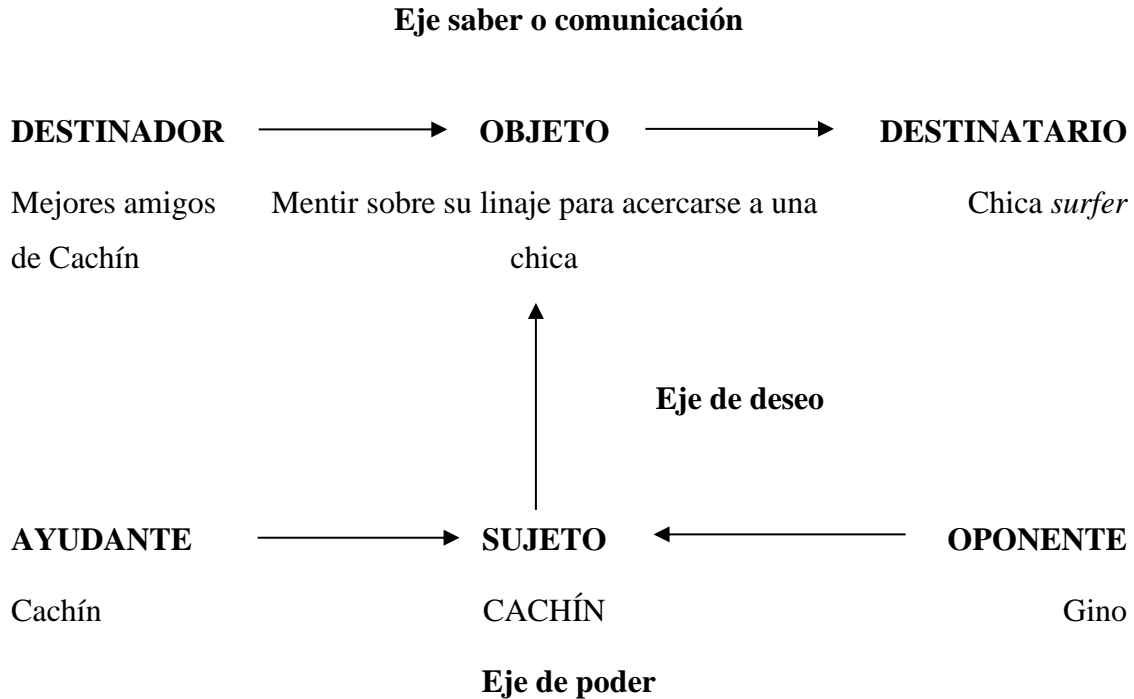 Eje saber o comunicación
DESTINADOR OBJETO DESTINATARIO
Mejores amigos Mentir sobre su linaje para acercarse a una Chica surfer
de Cachín chica
Eje de deseo
AYUDANTE SUJETO OPONENTE
Cachín CACHÍN Gino
Eje de poder